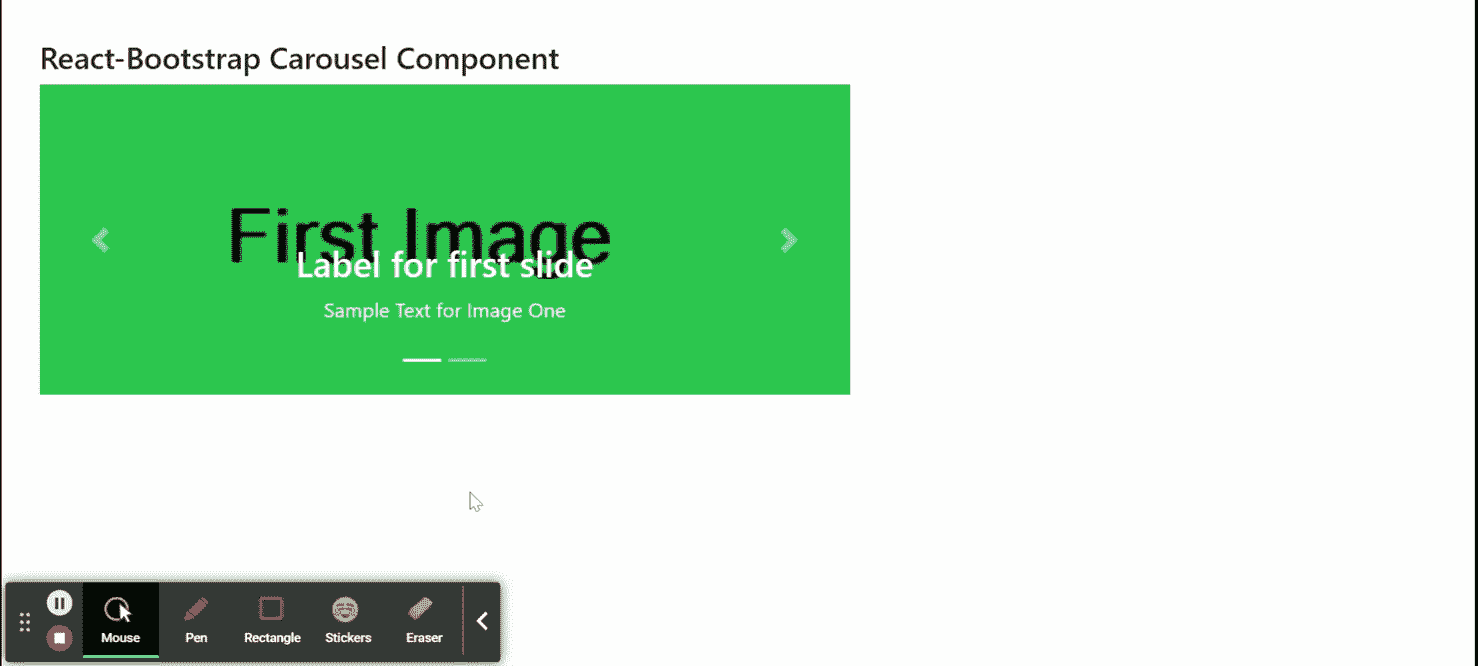 React-Bootstrap Carousel Component
First Image
Label for first slide
Sample Text for Image One
Mouse Pen Rectangle Stickers Eraser